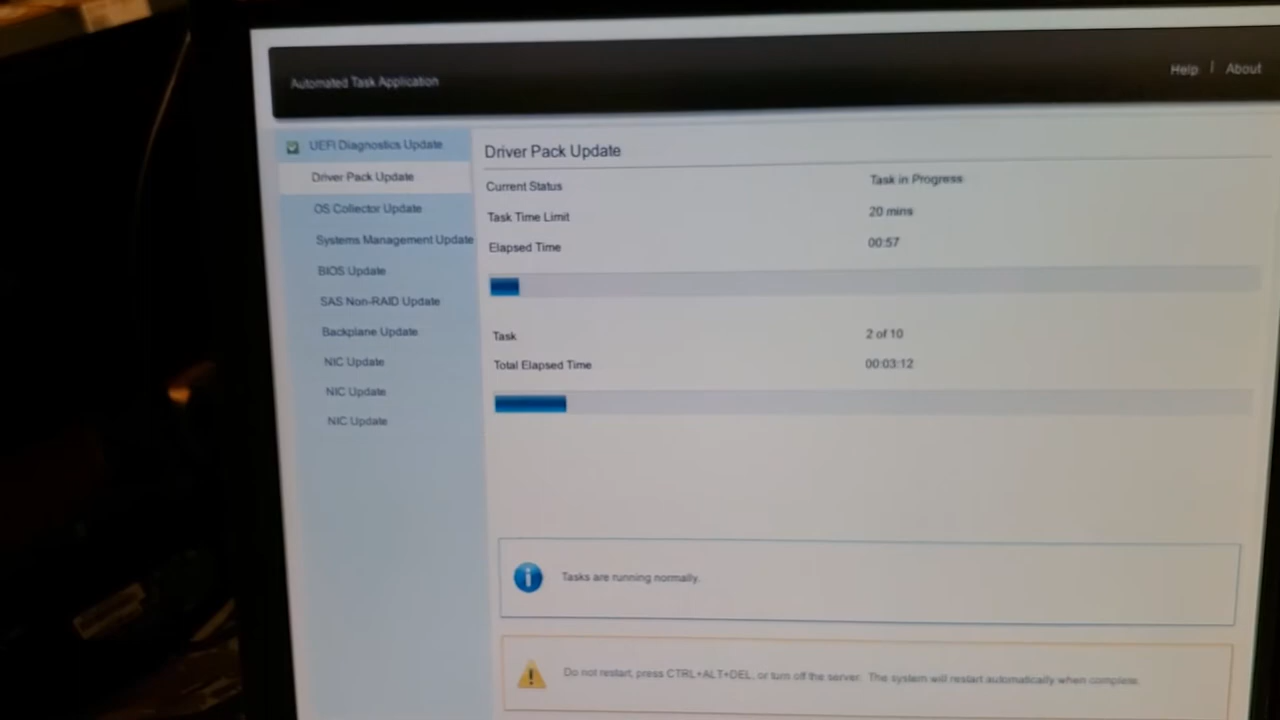 Automated Task Application
Help | About
UEFI Diagnostics Update
Driver Pack Update
OS Collector Update
Systems Management Update
BIOS Update
SAS Non-RAID Update
Backplane Update
NIC Update
NIC Update
NIC Update
Driver Pack Update
Current Status Task in Progress
Task Time Limit 20 mins
Elapsed Time 00:57
Task 2 of 10
Total Elapsed Time 00:03:12
Tasks are running normally.
Do not restart, press CTRL+ALT+DEL, or turn off the server. The system will restart automatically when complete.